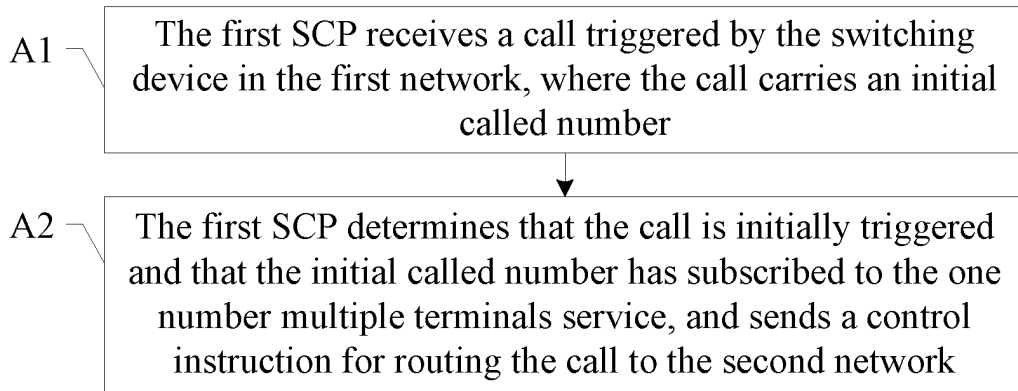 A1
The first SCP receives a call triggered by the switching
device in the first network, where the call carries an initial
called number
A2
The first SCP determines that the call is initially triggered
and that the initial called number has subscribed to the one
number multiple terminals service, and sends a control
instruction for routing the call to the second network